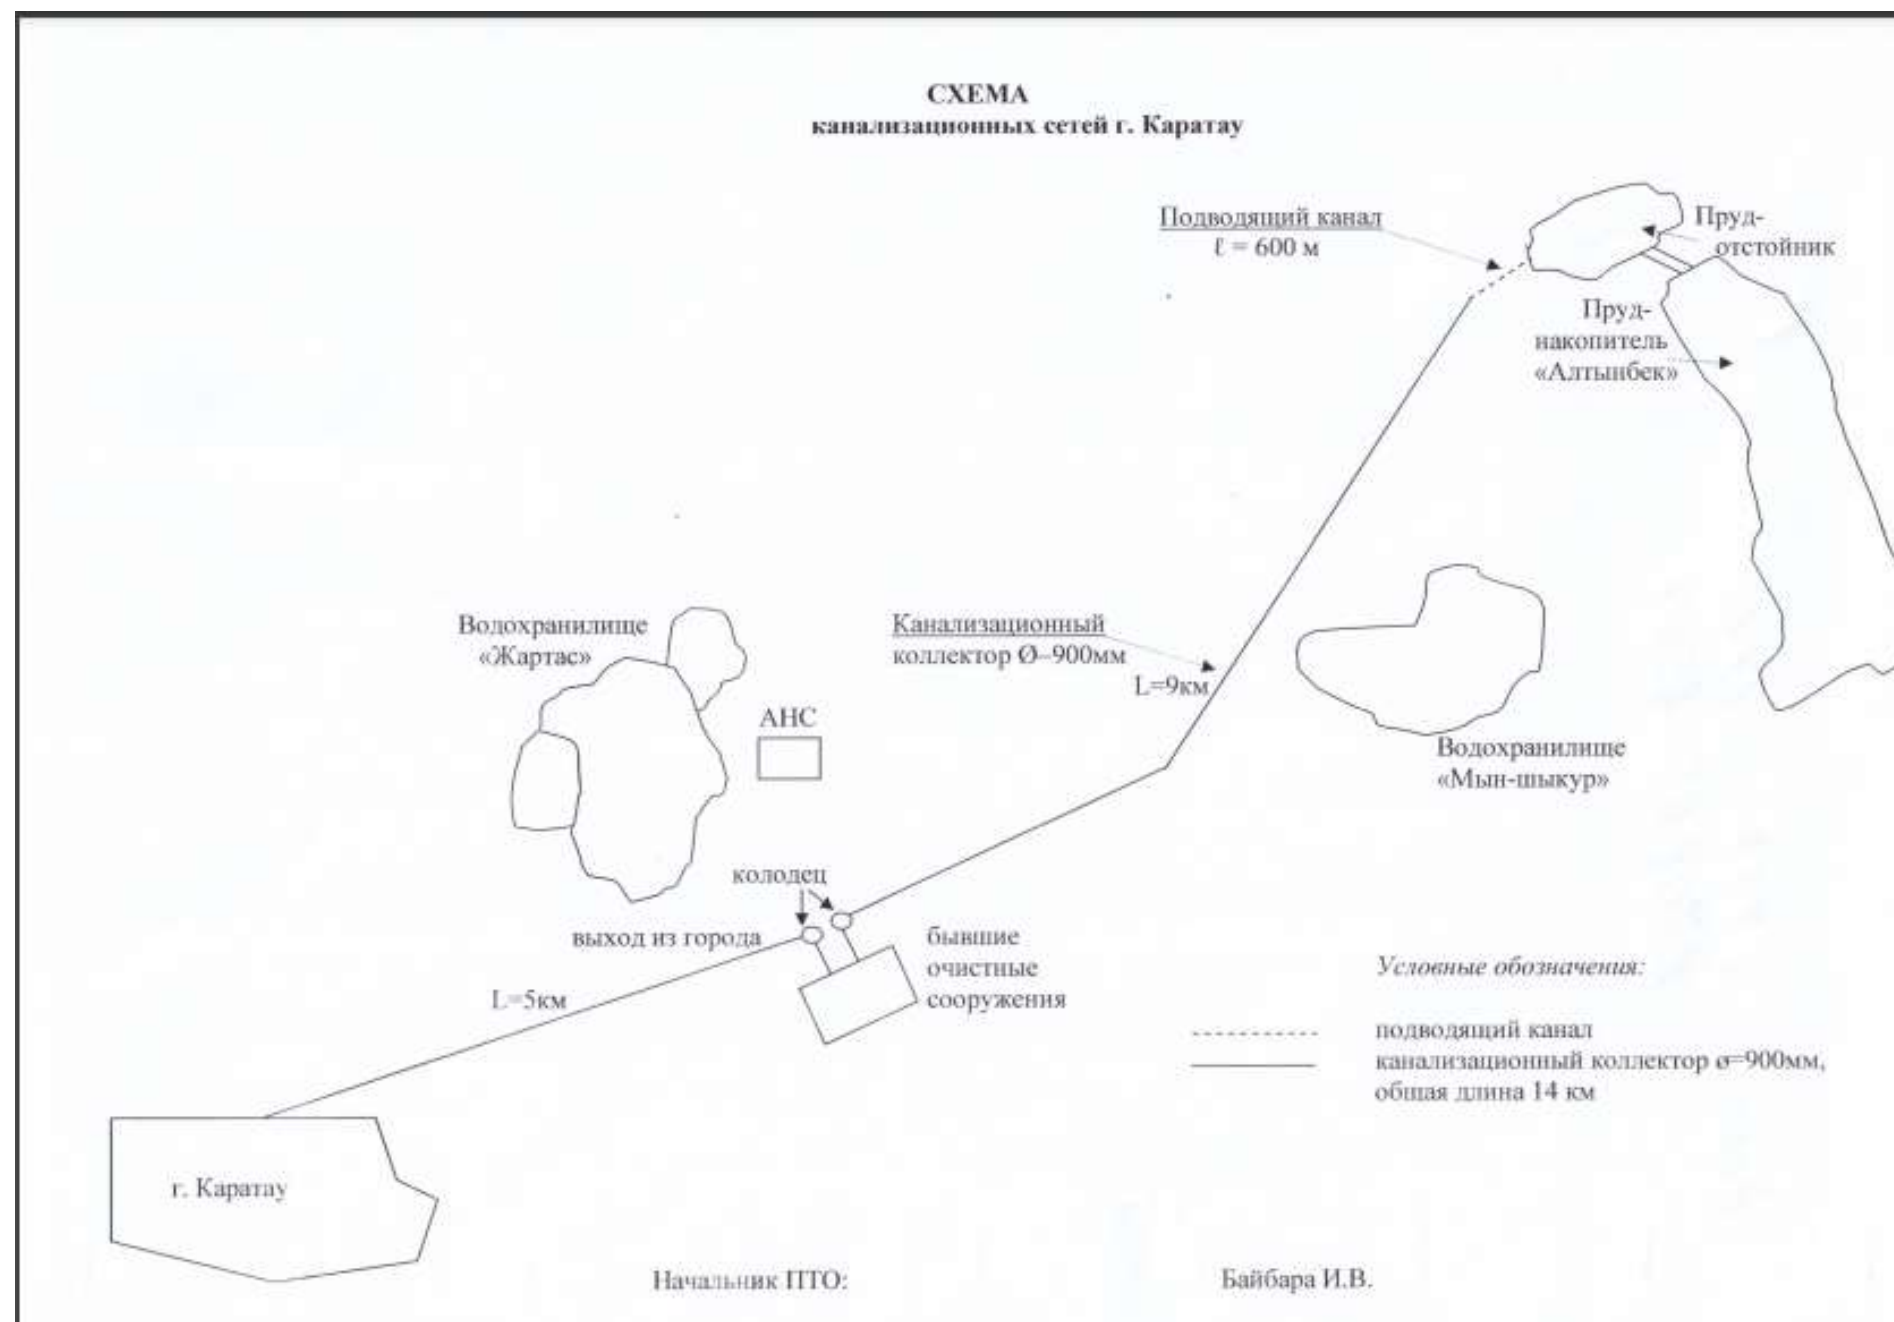 СХЕМА
канализационных сетей г. Каратау
Подводящий канал
ℓ = 600 м
Пруд-
отстойник
Пруд-
накопитель
«Алтынбек»
Водохранилище
«Жартас»
Канализационный
коллектор Ø–900мм
L=9км
АНС
Водохранилище
«Мын-шыкур»
колодец
выход из города
бывшие
очистные
сооружения
L=5км
Условные обозначения:
подводящий канал
канализационный коллектор ø=900мм,
общая длина 14 км
г. Каратау
Начальник ПТО:
Байбара И.В.